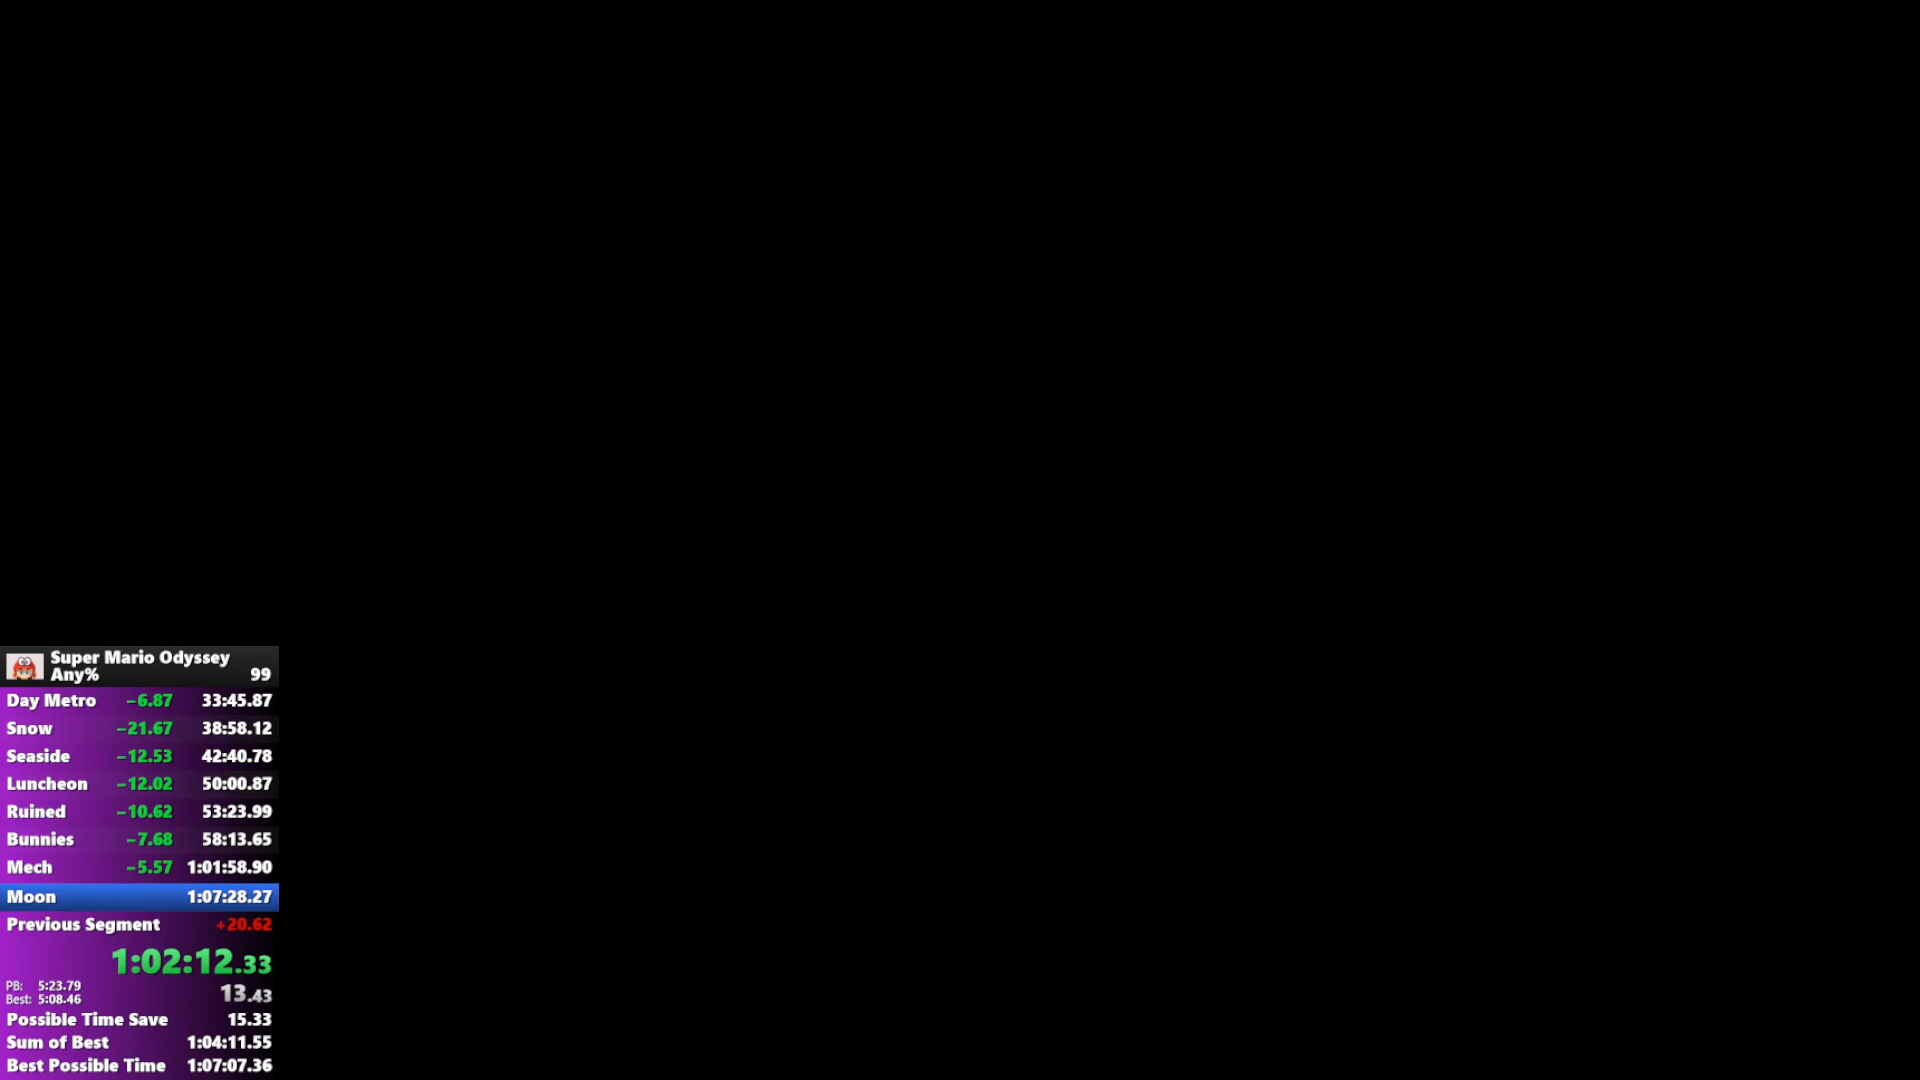 Super Mario Odyssey
Any% 99
Day Metro −6.87 33:45.87
Snow −21.67 38:58.12
Seaside −12.53 42:40.78
Luncheon −12.02 50:00.87
Ruined −10.62 53:23.99
Bunnies −7.68 58:13.65
Mech −5.57 1:01:58.90
Moon 1:07:28.27
Previous Segment +20.62
1:02:12.33
PB: 5:23.79
Best: 5:08.46
13.43
Possible Time Save 15.33
Sum of Best 1:04:11.55
Best Possible Time 1:07:07.36